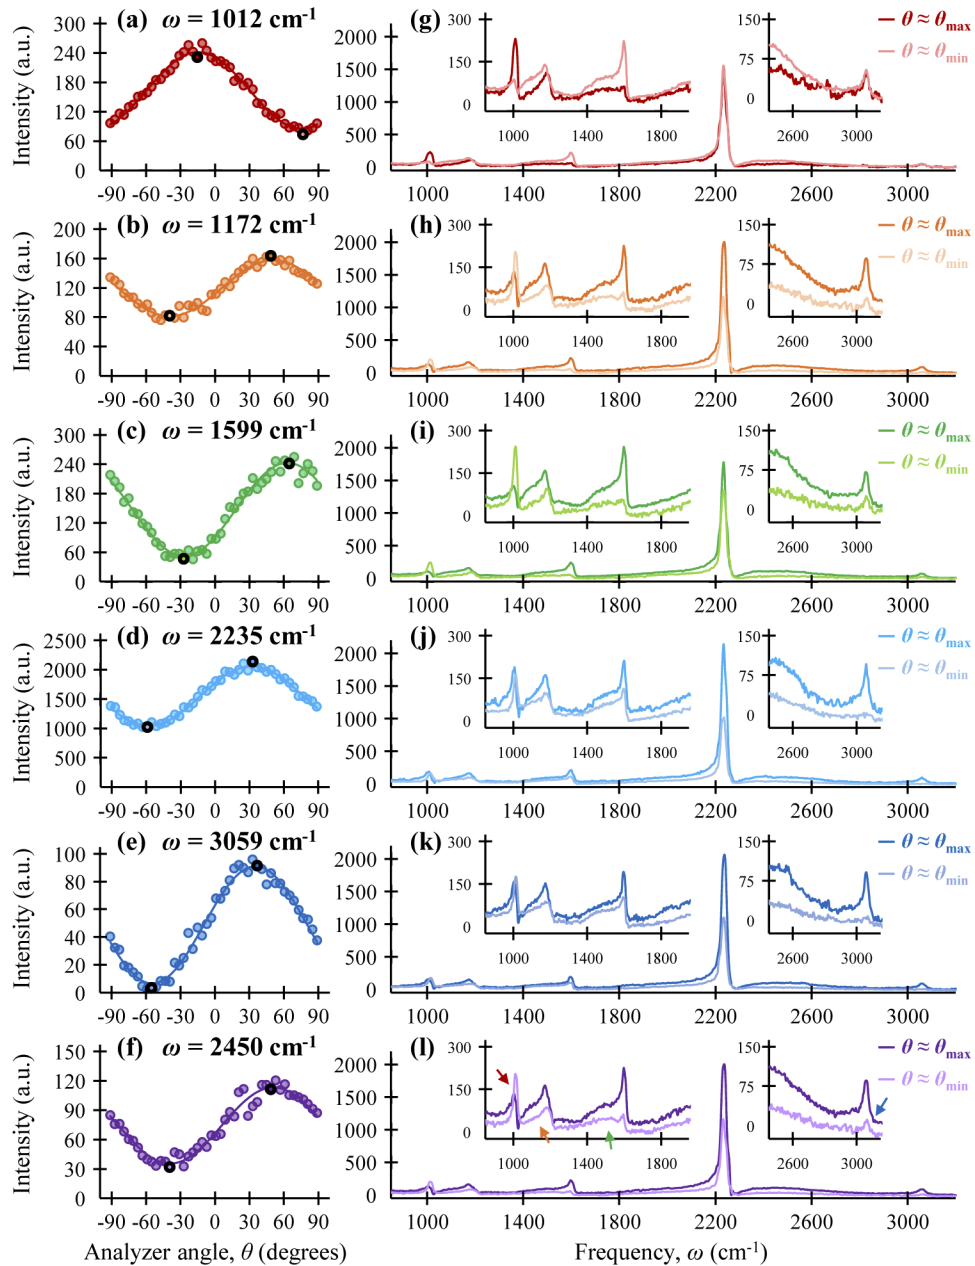 (a) ω = 1012 cm-1
Intensity (a.u.)
300
240
180
120
60
0
-90 -60 -30 0 30 60 90
(g)
2000
1500
1000
500
0
1000 1400 1800 2200 2600 3000
300
150
0
1000 1400 1800
150
75
0
2600 3000
θ ≈ θmax
θ ≈ θmin
(b) ω = 1172 cm-1
Intensity (a.u.)
200
160
120
80
40
0
-90 -60 -30 0 30 60 90
(h)
2000
1500
1000
500
0
1000 1400 1800 2200 2600 3000
300
150
0
1000 1400 1800
150
75
0
2600 3000
θ ≈ θmax
θ ≈ θmin
(c) ω = 1599 cm-1
Intensity (a.u.)
300
240
180
120
60
0
-90 -60 -30 0 30 60 90
(i)
2000
1500
1000
500
0
1000 1400 1800 2200 2600 3000
300
150
0
1000 1400 1800
150
75
0
2600 3000
θ ≈ θmax
θ ≈ θmin
(d) ω = 2235 cm-1
Intensity (a.u.)
2500
2000
1500
1000
500
0
-90 -60 -30 0 30 60 90
(j)
2000
1500
1000
500
0
1000 1400 1800 2200 2600 3000
300
150
0
1000 1400 1800
150
75
0
2600 3000
θ ≈ θmax
θ ≈ θmin
(e) ω = 3059 cm-1
Intensity (a.u.)
100
80
60
40
20
0
-90 -60 -30 0 30 60 90
(k)
2000
1500
1000
500
0
1000 1400 1800 2200 2600 3000
300
150
0
1000 1400 1800
150
75
0
2600 3000
θ ≈ θmax
θ ≈ θmin
(f) ω = 2450 cm-1
Intensity (a.u.)
150
120
90
60
30
0
-90 -60 -30 0 30 60 90
Analyzer angle, θ (degrees)
(l)
2000
1500
1000
500
0
1000 1400 1800 2200 2600 3000
300
150
0
1000 1400 1800
150
75
0
2600 3000
θ ≈ θmax
θ ≈ θmin
Frequency, ω (cm-1)